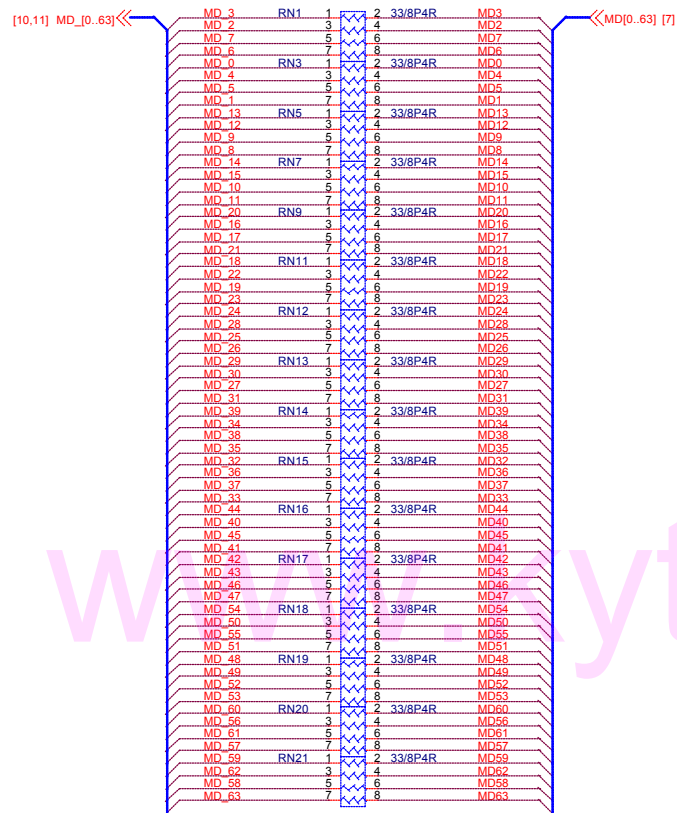 [10,11] MD_[0..63] MD[0..63] [7]
MD_3 RN1 1 2 33/8P4R MD3
MD_2 3 4 MD2
MD_7 5 6 MD7
MD_6 7 8 MD6
MD_0 RN3 1 2 33/8P4R MD0
MD_4 3 4 MD4
MD_5 5 6 MD5
MD_1 7 8 MD1
MD_13 RN5 1 2 33/8P4R MD13
MD_12 3 4 MD12
MD_9 5 6 MD9
MD_8 7 8 MD8
MD_14 RN7 1 2 33/8P4R MD14
MD_15 3 4 MD15
MD_10 5 6 MD10
MD_11 7 8 MD11
MD_20 RN9 1 2 33/8P4R MD20
MD_16 3 4 MD16
MD_17 5 6 MD17
MD_21 7 8 MD21
MD_18 RN11 1 2 33/8P4R MD18
MD_22 3 4 MD22
MD_19 5 6 MD19
MD_23 7 8 MD23
MD_24 RN12 1 2 33/8P4R MD24
MD_28 3 4 MD28
MD_25 5 6 MD25
MD_26 7 8 MD26
MD_29 RN13 1 2 33/8P4R MD29
MD_30 3 4 MD30
MD_27 5 6 MD27
MD_31 7 8 MD31
MD_39 RN14 1 2 33/8P4R MD39
MD_34 3 4 MD34
MD_38 5 6 MD38
MD_35 7 8 MD35
MD_32 RN15 1 2 33/8P4R MD32
MD_36 3 4 MD36
MD_37 5 6 MD37
MD_33 7 8 MD33
MD_44 RN16 1 2 33/8P4R MD44
MD_40 3 4 MD40
MD_45 5 6 MD45
MD_41 7 8 MD41
MD_42 RN17 1 2 33/8P4R MD42
MD_43 3 4 MD43
MD_46 5 6 MD46
MD_47 7 8 MD47
MD_54 RN18 1 2 33/8P4R MD54
MD_50 3 4 MD50
MD_55 5 6 MD55
MD_51 7 8 MD51
MD_48 RN19 1 2 33/8P4R MD48
MD_49 3 4 MD49
MD_52 5 6 MD52
MD_53 7 8 MD53
MD_60 RN20 1 2 33/8P4R MD60
MD_56 3 4 MD56
MD_61 5 6 MD61
MD_57 7 8 MD57
MD_59 RN21 1 2 33/8P4R MD59
MD_62 3 4 MD62
MD_58 5 6 MD58
MD_63 7 8 MD63
www.kyt